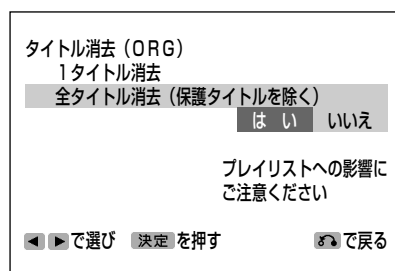 タイトル消去（ORG）
1タイトル消去
全タイトル消去（保護タイトルを除く）
はい いいえ
プレイリストへの影響に
ご注意ください
◀ ▶ で選び 決定 を押す で戻る